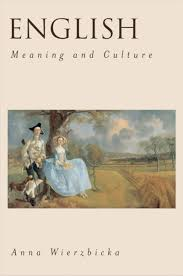 ENGLISH
Meaning and Culture
Anna Wierzbicka